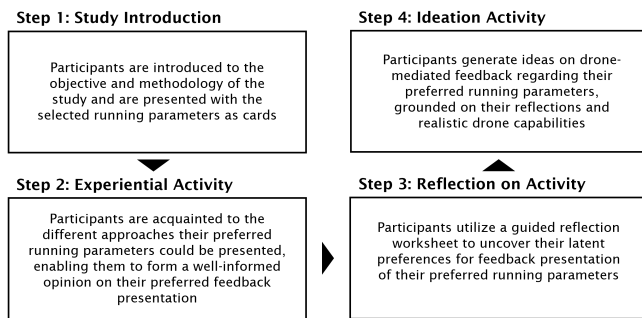 Step 1: Study Introduction
Participants are introduced to the
objective and methodology of the
study and are presented with the
selected running parameters as cards
Step 2: Experiential Activity
Participants are acquainted to the
different approaches their preferred
running parameters could be presented,
enabling them to form a well-informed
opinion on their preferred feedback
presentation
Step 3: Reflection on Activity
Participants utilize a guided reflection
worksheet to uncover their latent
preferences for feedback presentation
of their preferred running parameters
Step 4: Ideation Activity
Participants generate ideas on drone-
mediated feedback regarding their
preferred running parameters,
grounded on their reflections and
realistic drone capabilities